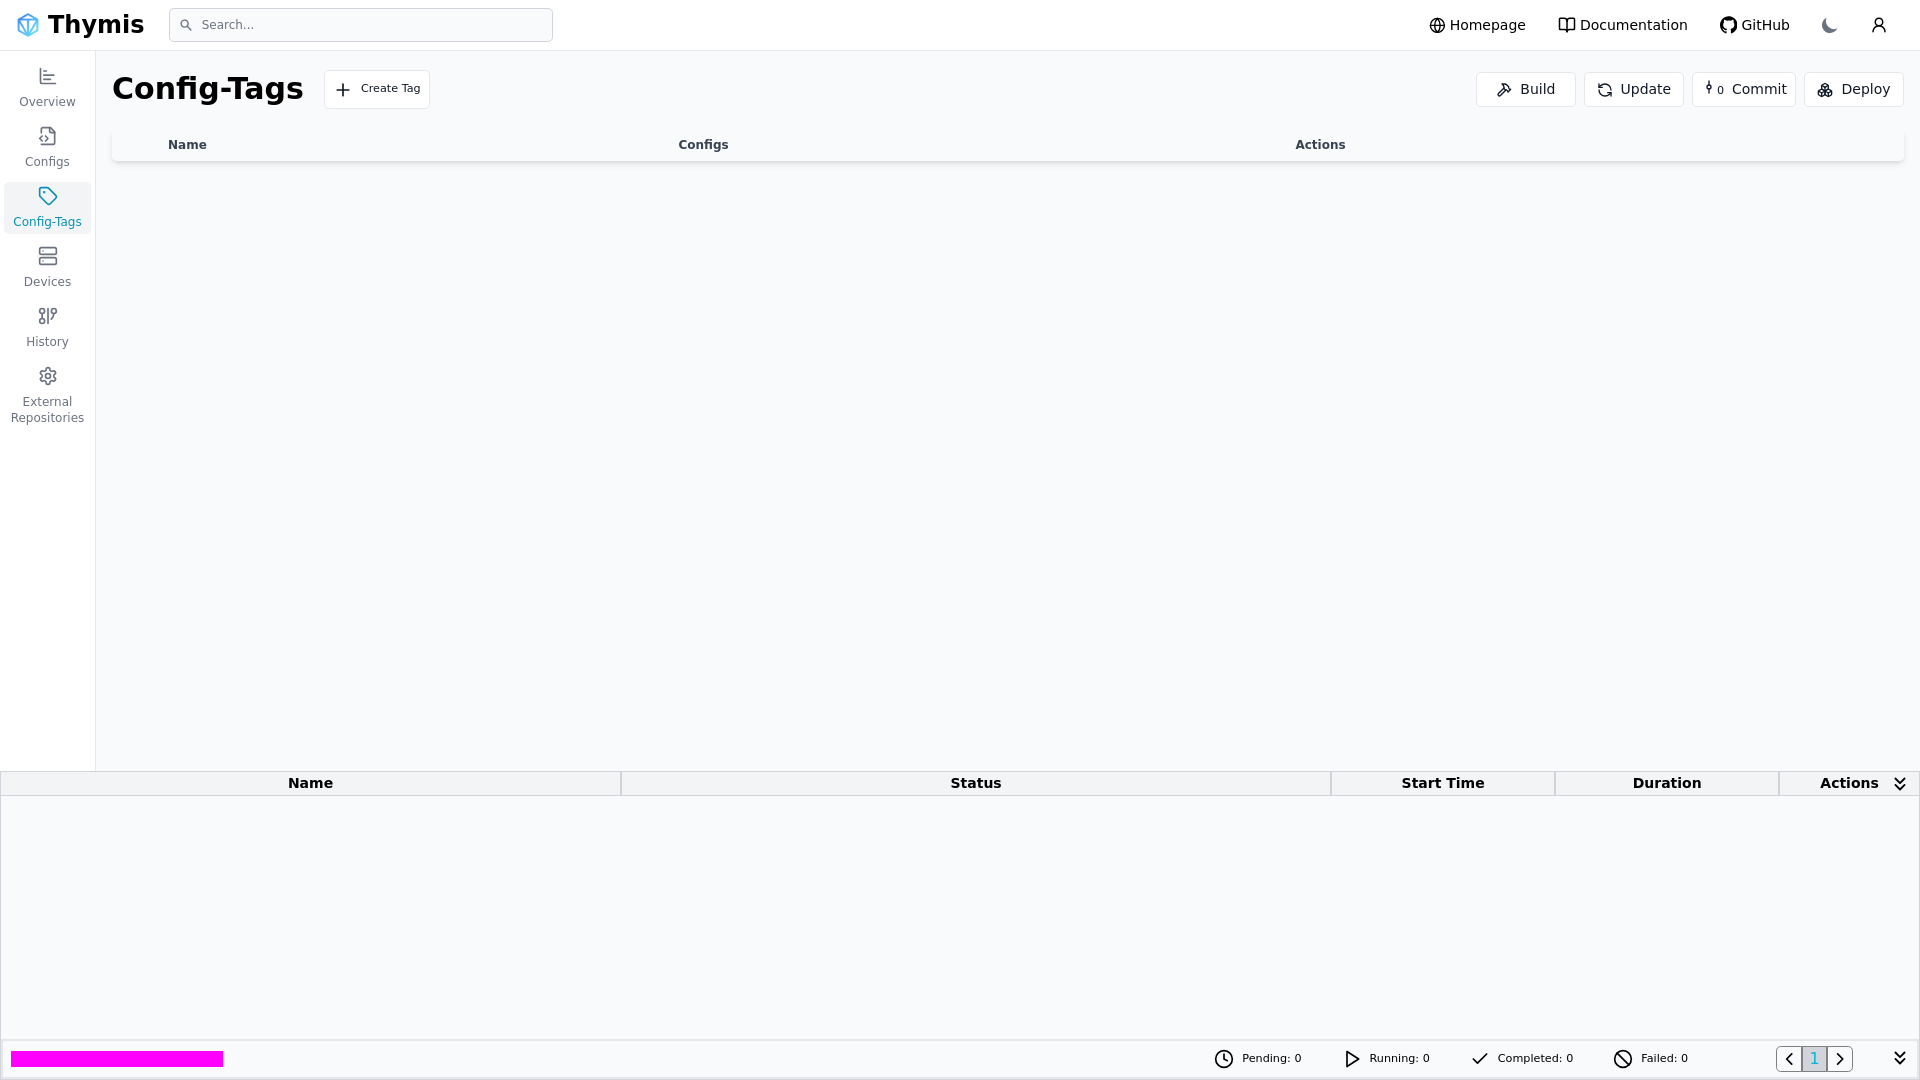 Thymis
Search...
Homepage
Documentation
GitHub
Overview
Configs
Config-Tags
Devices
History
External
Repositories
Config-Tags
Create Tag
Build
Update
0 Commit
Deploy
Name
Configs
Actions
Name
Status
Start Time
Duration
Actions
Pending: 0
Running: 0
Completed: 0
Failed: 0
1